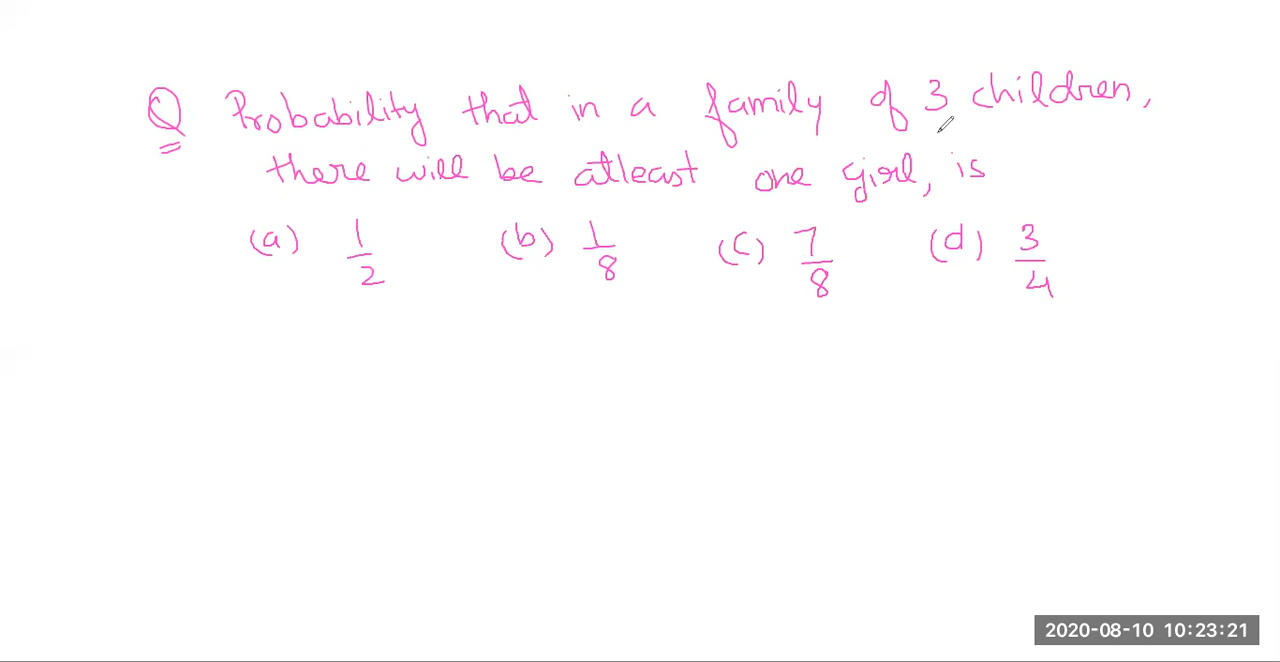 Q Probability that in a family of 3 children,
there will be atleast one girl, is
(a) 1/2 (b) 1/8 (c) 7/8 (d) 3/4
2020-08-10 10:23:21